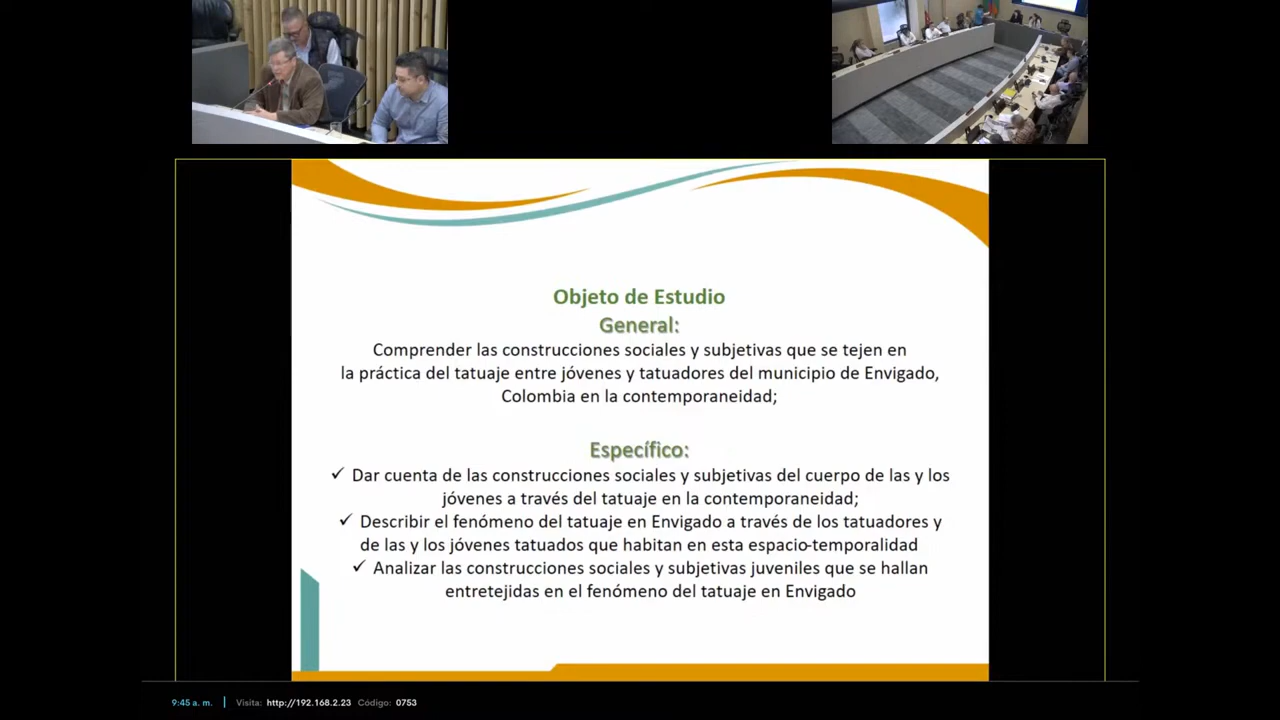 Objeto de Estudio
General:
Comprender las construcciones sociales y subjetivas que se tejen en
la práctica del tatuaje entre jóvenes y tatuadores del municipio de Envigado,
Colombia en la contemporaneidad;
Específico:
✓ Dar cuenta de las construcciones sociales y subjetivas del cuerpo de las y los
jóvenes a través del tatuaje en la contemporaneidad;
✓ Describir el fenómeno del tatuaje en Envigado a través de los tatuadores y
de las y los jóvenes tatuados que habitan en esta espacio-temporalidad
✓ Analizar las construcciones sociales y subjetivas juveniles que se hallan
entretejidas en el fenómeno del tatuaje en Envigado
9:45 a. m. | Visita: http://192.168.2.23 Código: 0753